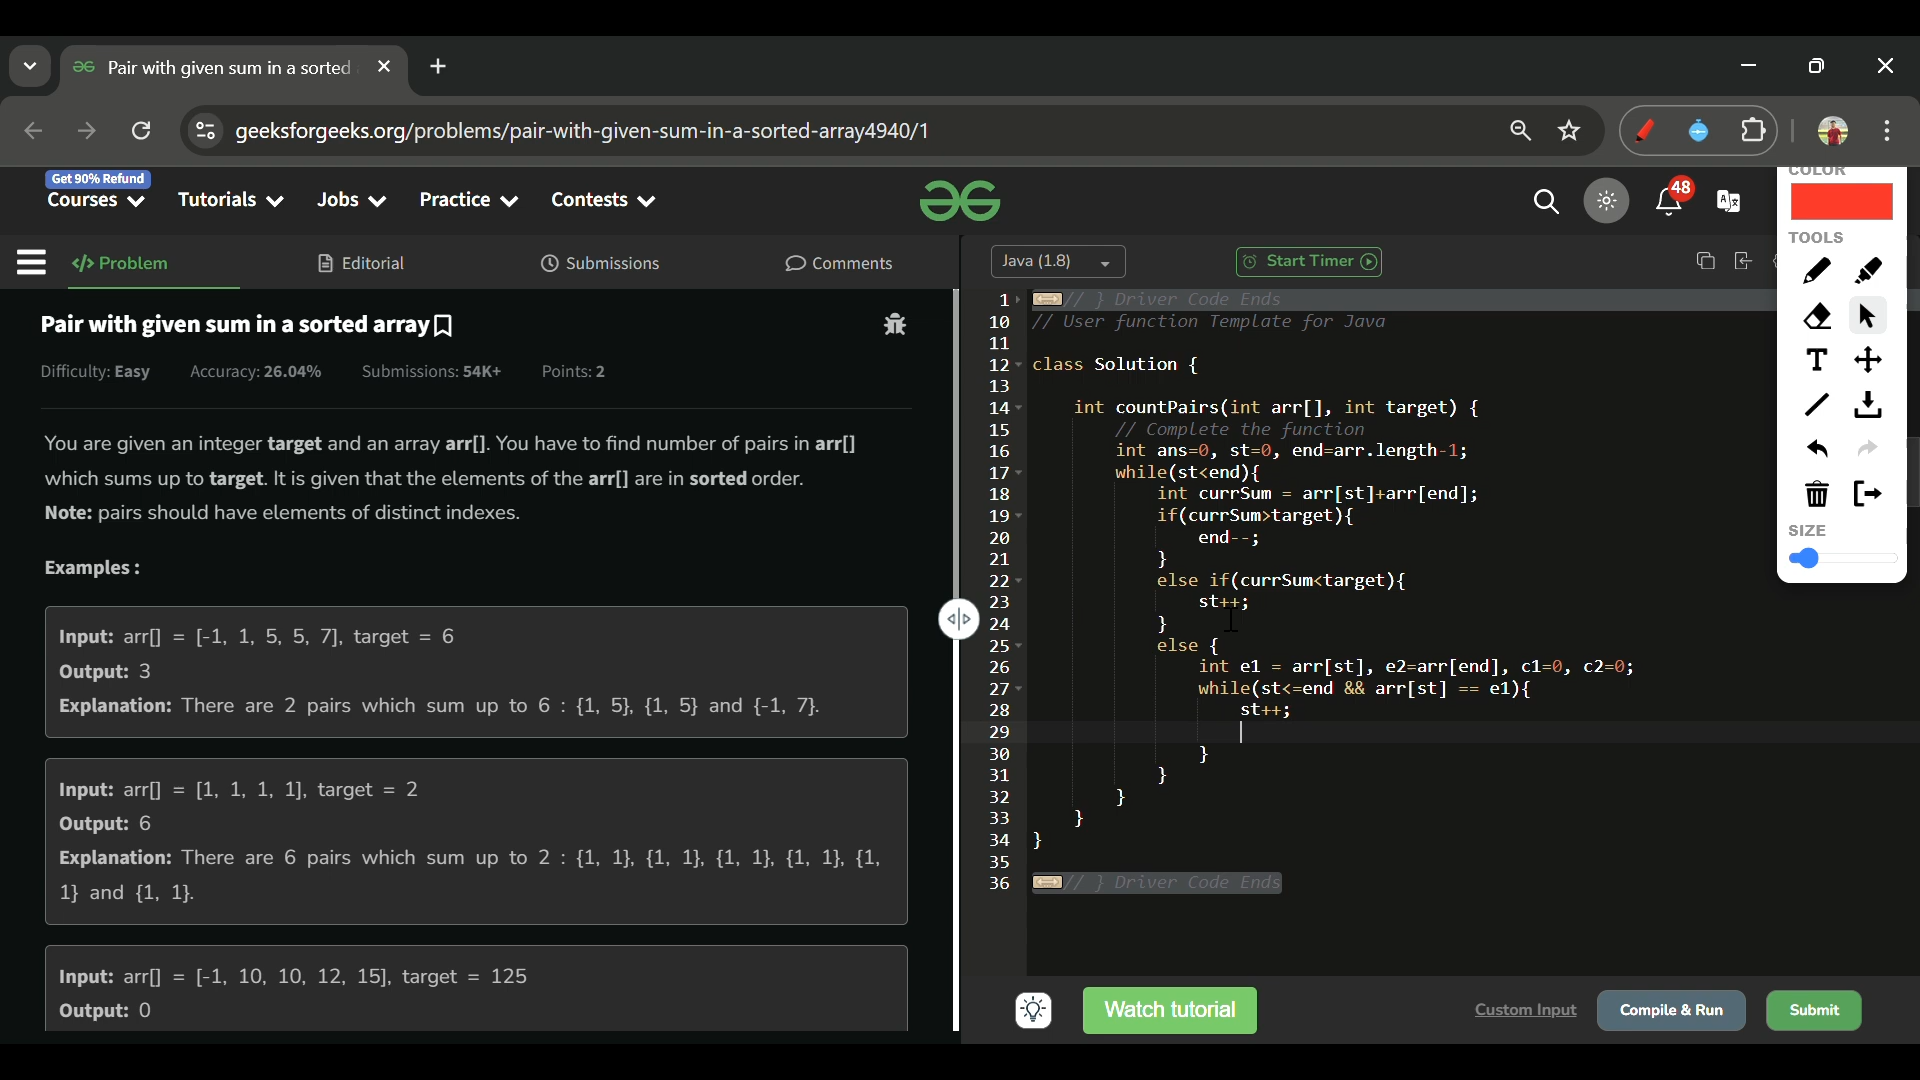 Pair with given sum in a sorted
geeksforgeeks.org/problems/pair-with-given-sum-in-a-sorted-array4940/1
Get 90% Refund
Courses Tutorials Jobs Practice Contests
48
COLOR
TOOLS
SIZE
</> Problem Editorial Submissions Comments
Java (1.8) Start Timer
Pair with given sum in a sorted array
Difficulty: Easy Accuracy: 26.04% Submissions: 54K+ Points: 2
You are given an integer target and an array arr[]. You have to find number of pairs in arr[]
which sums up to target. It is given that the elements of the arr[] are in sorted order.
Note: pairs should have elements of distinct indexes.
Examples :
Input: arr[] = [-1, 1, 5, 5, 7], target = 6
Output: 3
Explanation: There are 2 pairs which sum up to 6 : {1, 5}, {1, 5} and {-1, 7}.
Input: arr[] = [1, 1, 1, 1], target = 2
Output: 6
Explanation: There are 6 pairs which sum up to 2 : {1, 1}, {1, 1}, {1, 1}, {1, 1}, {1,
1} and {1, 1}.
Input: arr[] = [-1, 10, 10, 12, 15], target = 125
Output: 0
1 // } Driver Code Ends
10 // User function Template for Java
11
12 class Solution {
13
14 int countPairs(int arr[], int target) {
15 // Complete the function
16 int ans=0, st=0, end=arr.length-1;
17 while(st<end){
18 int currSum = arr[st]+arr[end];
19 if(currSum>target){
20 end--;
21 }
22 else if(currSum<target){
23 st++;
24 }
25 else {
26 int e1 = arr[st], e2=arr[end], c1=0, c2=0;
27 while(st<=end && arr[st] == e1){
28 st++;
29
30 }
31 }
32 }
33 }
34 }
35
36 // } Driver Code Ends
Watch tutorial Custom Input Compile & Run Submit